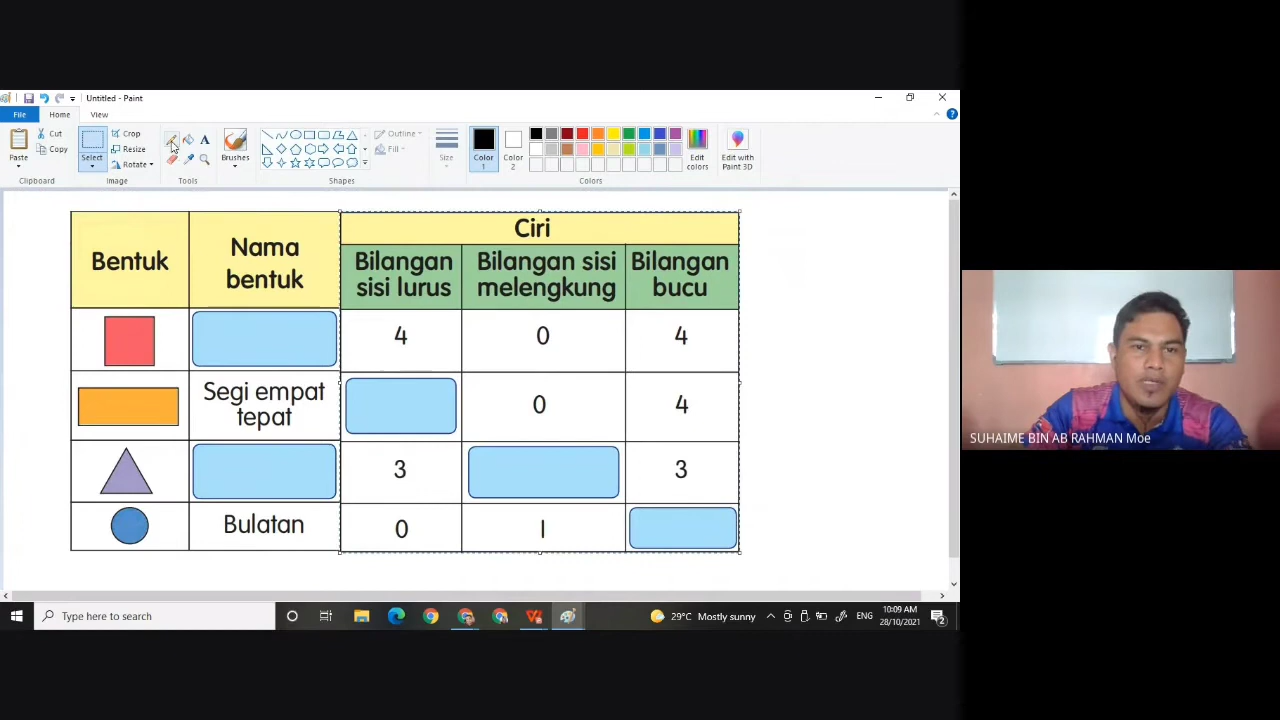 Untitled - Paint
File Home View
Paste
Cut
Copy
Clipboard
Select
Crop
Resize
Rotate
Image
A
Tools
Brushes
Outline
Fill
Shapes
Size
Color 1
Color 2
Edit colors
Colors
Edit with Paint 3D
Bentuk
Nama bentuk
Ciri
Bilangan sisi lurus
Bilangan sisi melengkung
Bilangan bucu
4 0 4
Segi empat tepat
0 4
3 3
Bulatan 0 1
SUHAIME BIN AB RAHMAN Moe
Type here to search
29°C Mostly sunny
ENG
10:09 AM
28/10/2021
2